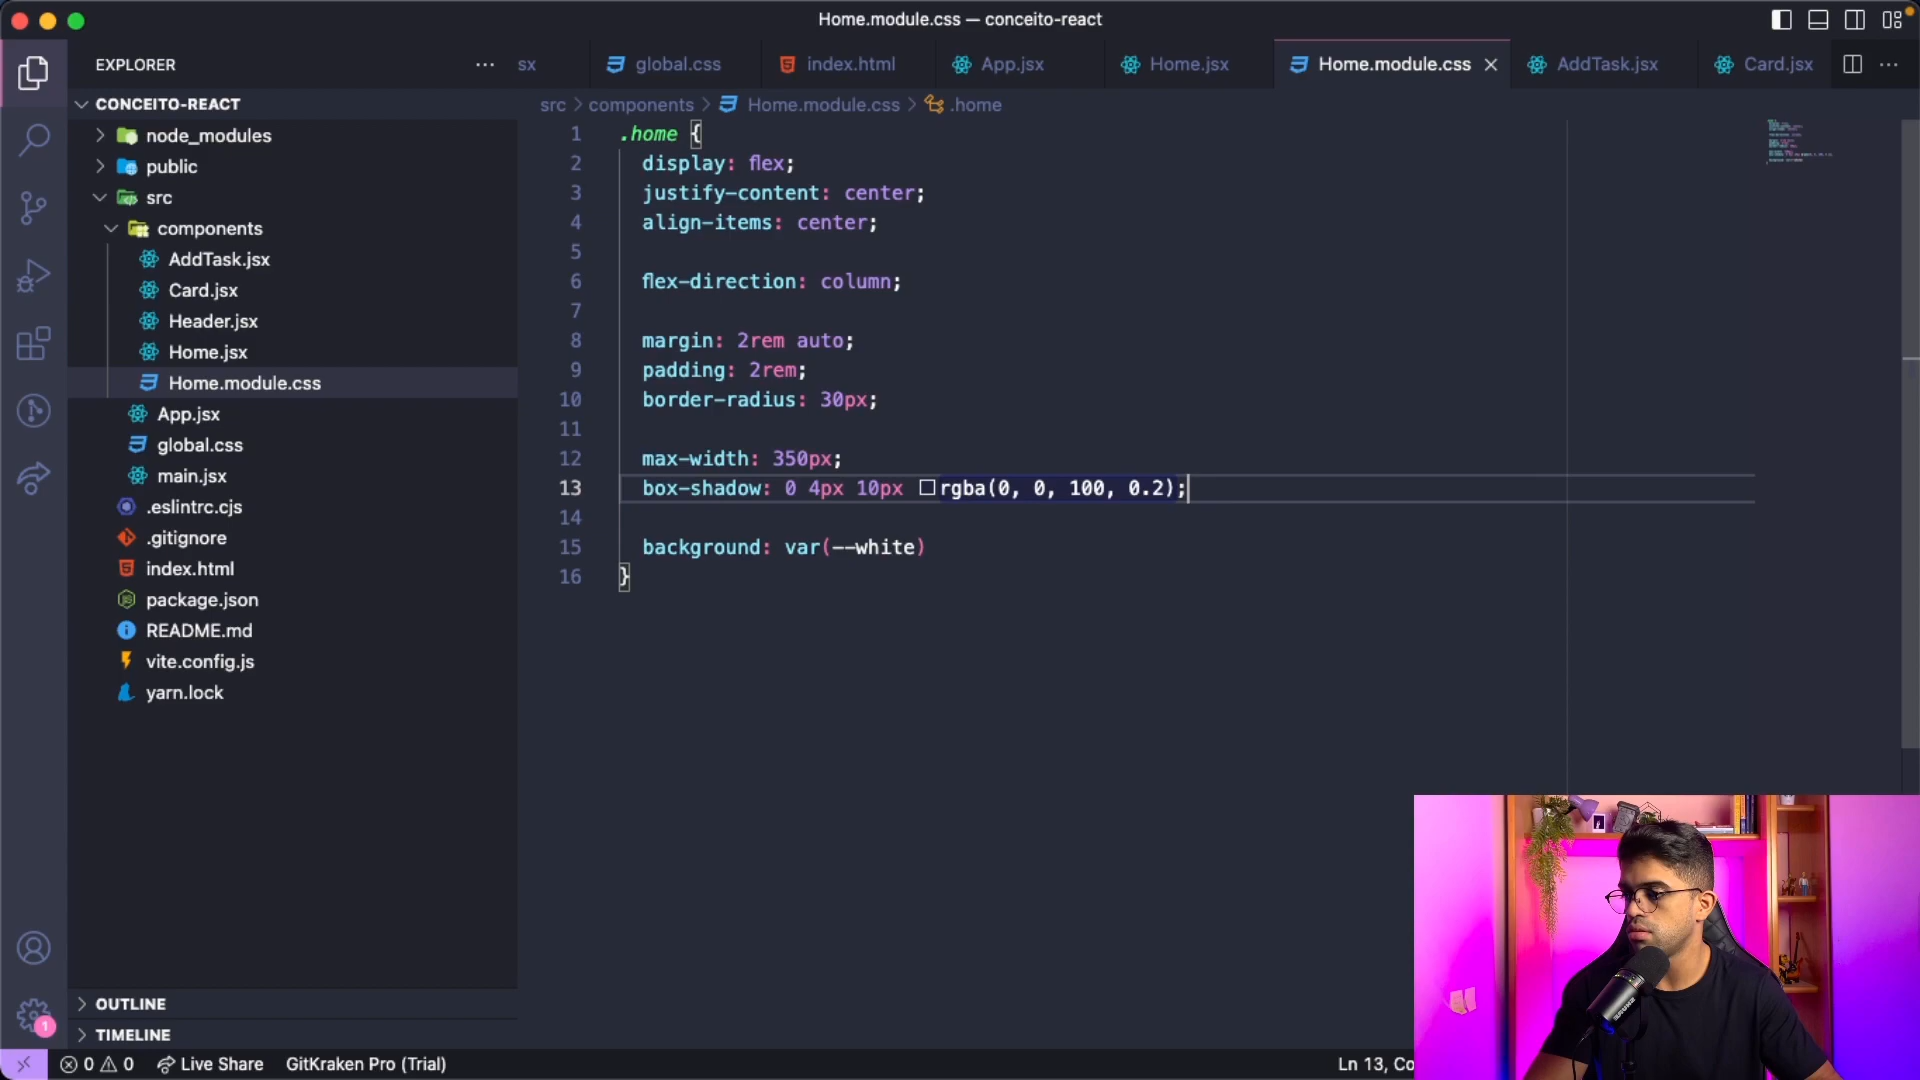 Home.module.css — conceito-react
EXPLORER
sx
global.css
index.html
App.jsx
Home.jsx
Home.module.css
AddTask.jsx
Card.jsx
src > components > Home.module.css > .home
CONCEITO-REACT
node_modules
public
src
components
AddTask.jsx
Card.jsx
Header.jsx
Home.jsx
Home.module.css
App.jsx
global.css
main.jsx
.eslintrc.cjs
.gitignore
index.html
package.json
README.md
vite.config.js
yarn.lock
OUTLINE
TIMELINE
1 .home {
2 display: flex;
3 justify-content: center;
4 align-items: center;
5
6 flex-direction: column;
7
8 margin: 2rem auto;
9 padding: 2rem;
10 border-radius: 30px;
11
12 max-width: 350px;
13 box-shadow: 0 4px 10px rgba(0, 0, 100, 0.2);
14
15 background: var(--white)
16 }
1
0 0 Live Share GitKraken Pro (Trial)
Ln 13, Co